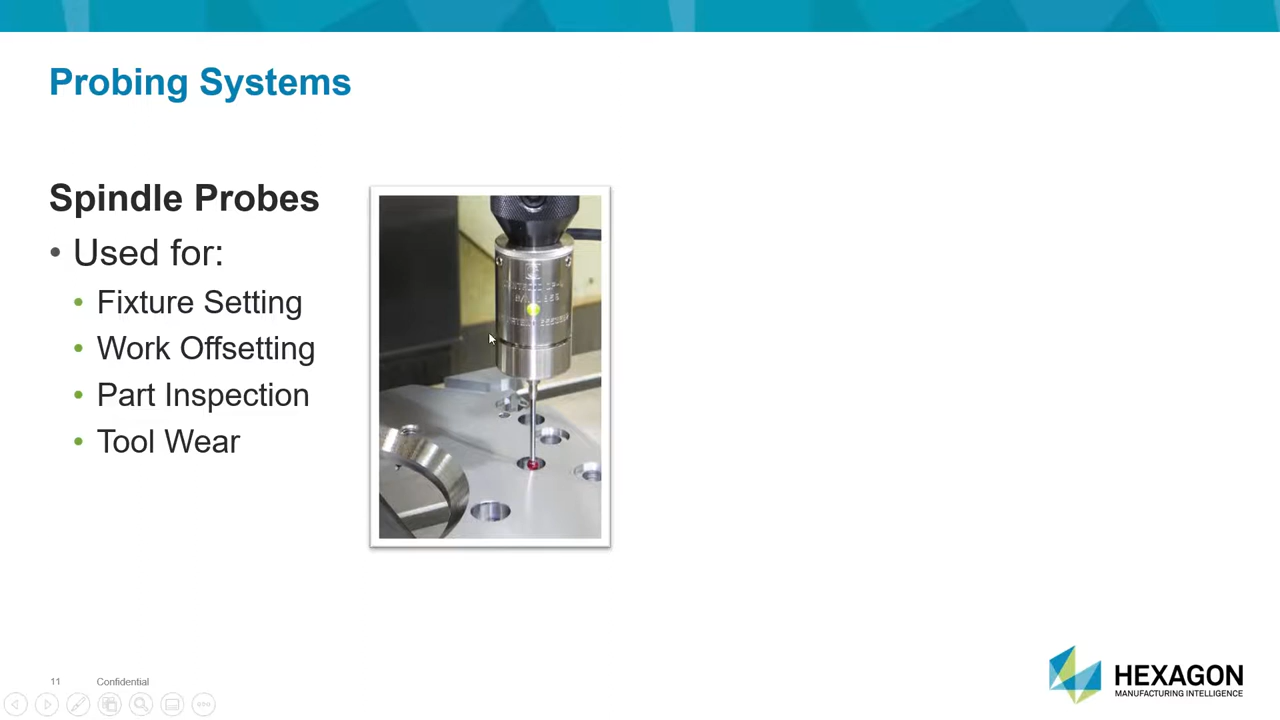 Probing Systems
Spindle Probes
• Used for:
• Fixture Setting
• Work Offsetting
• Part Inspection
• Tool Wear
11 Confidential
HEXAGON
MANUFACTURING INTELLIGENCE